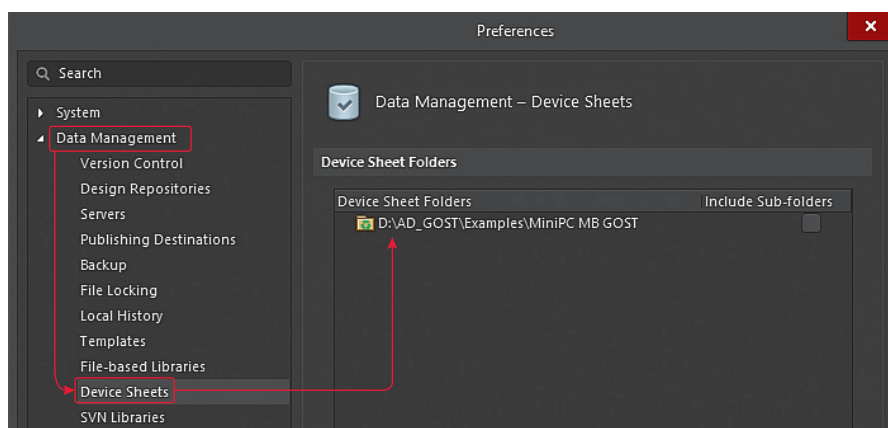 Preferences
Search
System
Data Management
Version Control
Design Repositories
Servers
Publishing Destinations
Backup
File Locking
Local History
Templates
File-based Libraries
Device Sheets
SVN Libraries
Data Management – Device Sheets
Device Sheet Folders
Device Sheet Folders Include Sub-folders
D:\AD_GOST\Examples\MiniPC MB GOST